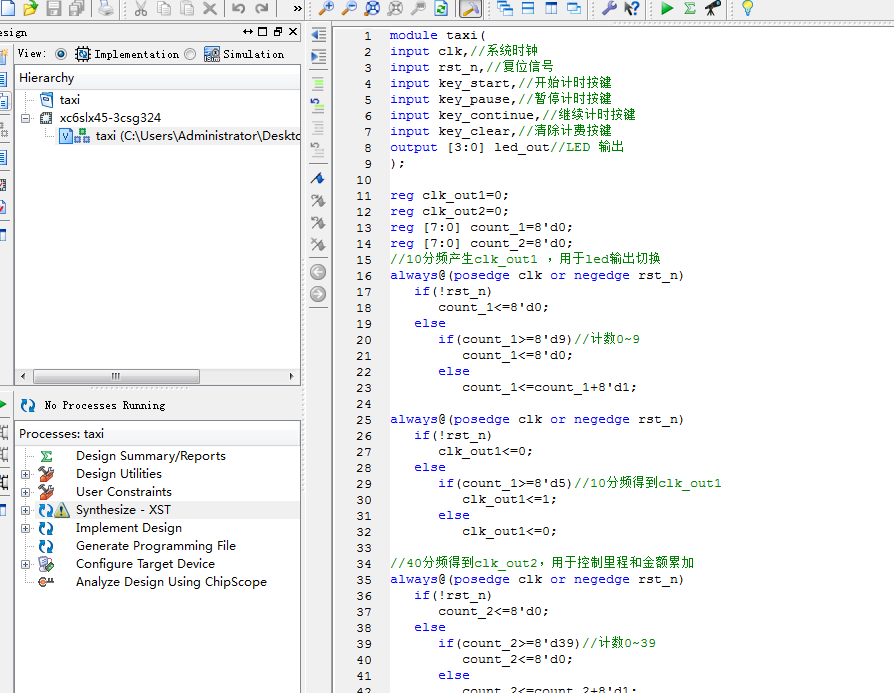 esign
View: Implementation Simulation
Hierarchy
taxi
xc6slx45-3csg324
taxi (C:\Users\Administrator\Deskto
No Processes Running
Processes: taxi
Design Summary/Reports
Design Utilities
User Constraints
Synthesize - XST
Implement Design
Generate Programming File
Configure Target Device
Analyze Design Using ChipScope
1 module taxi(
2 input clk,//系统时钟
3 input rst_n,//复位信号
4 input key_start,//开始计时按键
5 input key_pause,//暂停计时按键
6 input key_continue,//继续计时按键
7 input key_clear,//清除计费按键
8 output [3:0] led_out//LED 输出
9 );
10
11 reg clk_out1=0;
12 reg clk_out2=0;
13 reg [7:0] count_1=8'd0;
14 reg [7:0] count_2=8'd0;
15 //10分频产生clk_out1 ，用于led输出切换
16 always@(posedge clk or negedge rst_n)
17 if(!rst_n)
18 count_1<=8'd0;
19 else
20 if(count_1>=8'd9)//计数0~9
21 count_1<=8'd0;
22 else
23 count_1<=count_1+8'd1;
24
25 always@(posedge clk or negedge rst_n)
26 if(!rst_n)
27 clk_out1<=0;
28 else
29 if(count_1>=8'd5)//10分频得到clk_out1
30 clk_out1<=1;
31 else
32 clk_out1<=0;
33
34 //40分频得到clk_out2，用于控制里程和金额累加
35 always@(posedge clk or negedge rst_n)
36 if(!rst_n)
37 count_2<=8'd0;
38 else
39 if(count_2>=8'd39)//计数0~39
40 count_2<=8'd0;
41 else
42 count_2<=count_2+8'd1;